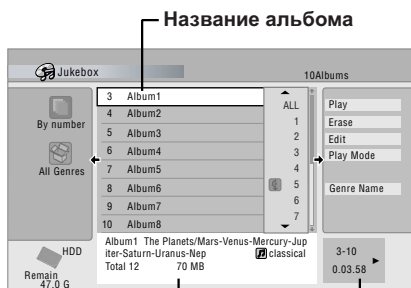 Название альбома
Jukebox
10Albums
By number
All Genres
3 Album1
4 Album2
5 Album3
6 Album4
7 Album5
8 Album6
9 Album7
10 Album8
ALL
1
2
3
4
5
6
7
Play
Erase
Edit
Play Mode
Genre Name
HDD
Remain
47.0 G
Album1 The Planets/Mars-Venus-Mercury-Jup
iter-Saturn-Uranus-Nep classical
Total 12 70 MB
3-10
0.03.58